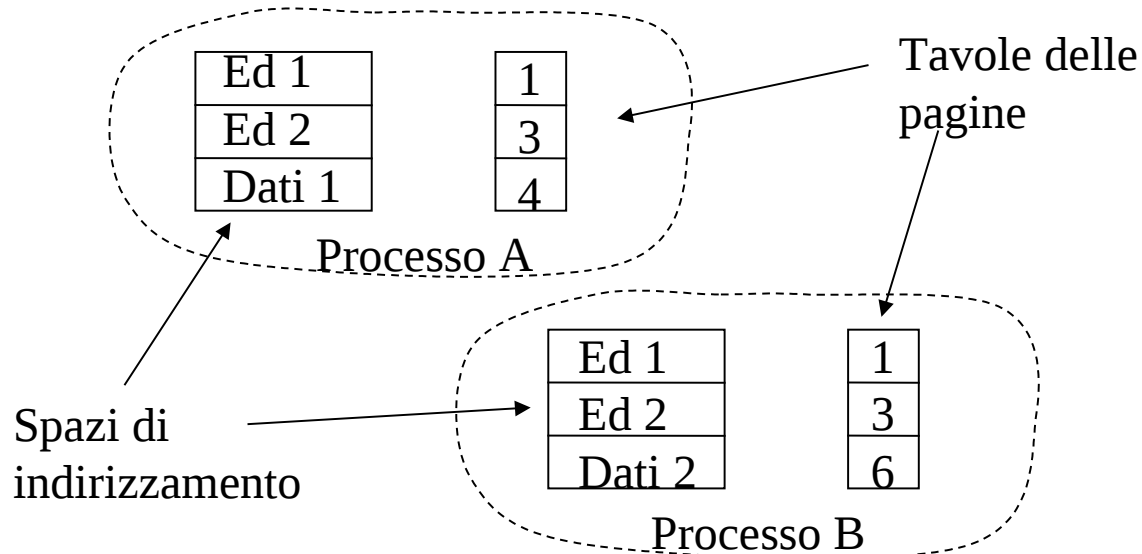 Ed 1
Ed 2
Dati 1
1
3
4
Processo A
Tavole delle
pagine
Ed 1
Ed 2
Dati 2
1
3
6
Processo B
Spazi di
indirizzamento